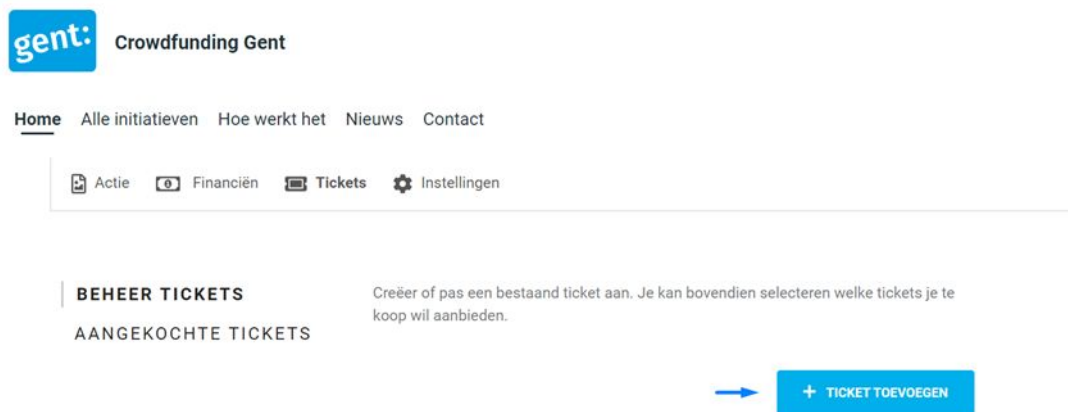 gent:
Crowdfunding Gent
Home Alle initiatieven Hoe werkt het Nieuws Contact
Actie Financiën Tickets Instellingen
BEHEER TICKETS
AANGEKOCHTE TICKETS
Creëer of pas een bestaand ticket aan. Je kan bovendien selecteren welke tickets je te
koop wil aanbieden.
+ TICKET TOEVOEGEN